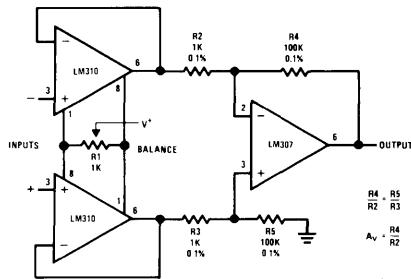 R2
1K
0.1%
R4
100K
0.1%
−
LM310
6
8
− 3
+
1
V+
INPUTS
R1
1K
BALANCE
2
−
LM307
6
OUTPUT
3
+
R4/R2 = R5/R3
AV = R4/R2
+ 3
+
8
LM310
1
6
−
R3
1K
0.1%
R5
100K
0.1%